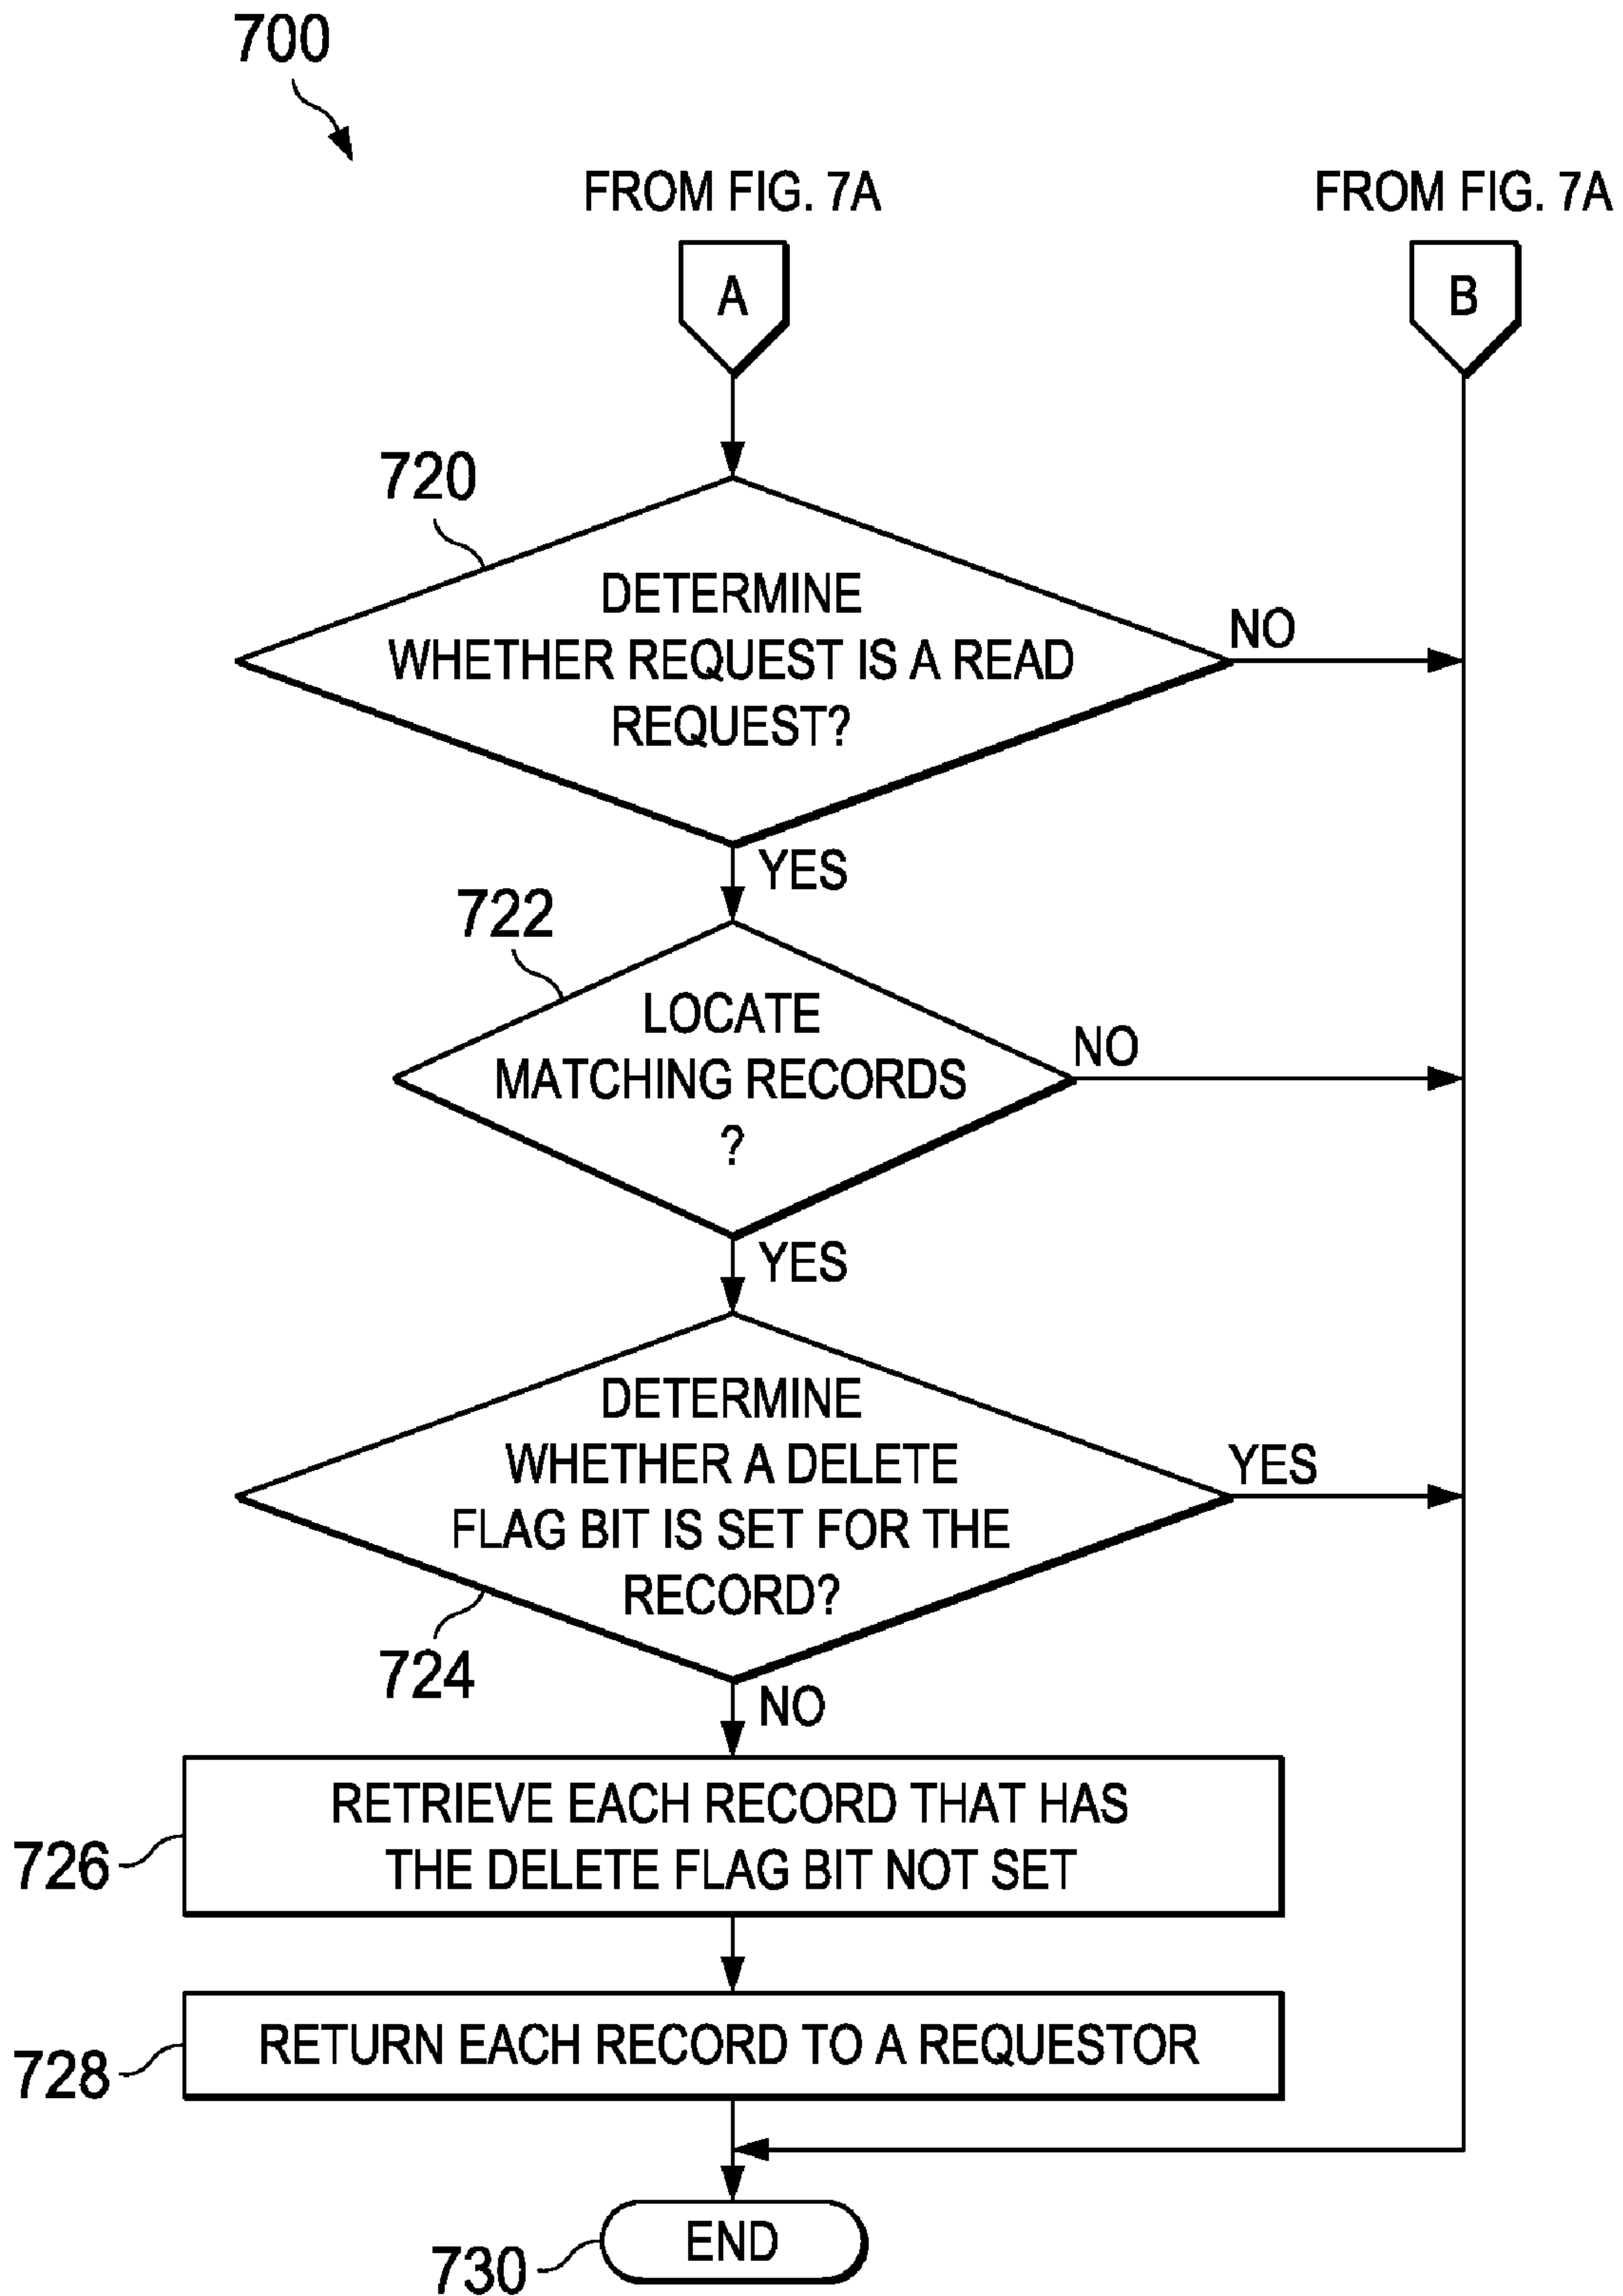 700
FROM FIG. 7A
FROM FIG. 7A
A
B
720
DETERMINE
WHETHER REQUEST IS A READ
REQUEST?
NO
YES
722
LOCATE
MATCHING RECORDS
?
NO
YES
DETERMINE
WHETHER A DELETE
FLAG BIT IS SET FOR THE
RECORD?
YES
724
NO
RETRIEVE EACH RECORD THAT HAS
THE DELETE FLAG BIT NOT SET
726
RETURN EACH RECORD TO A REQUESTOR
728
END
730